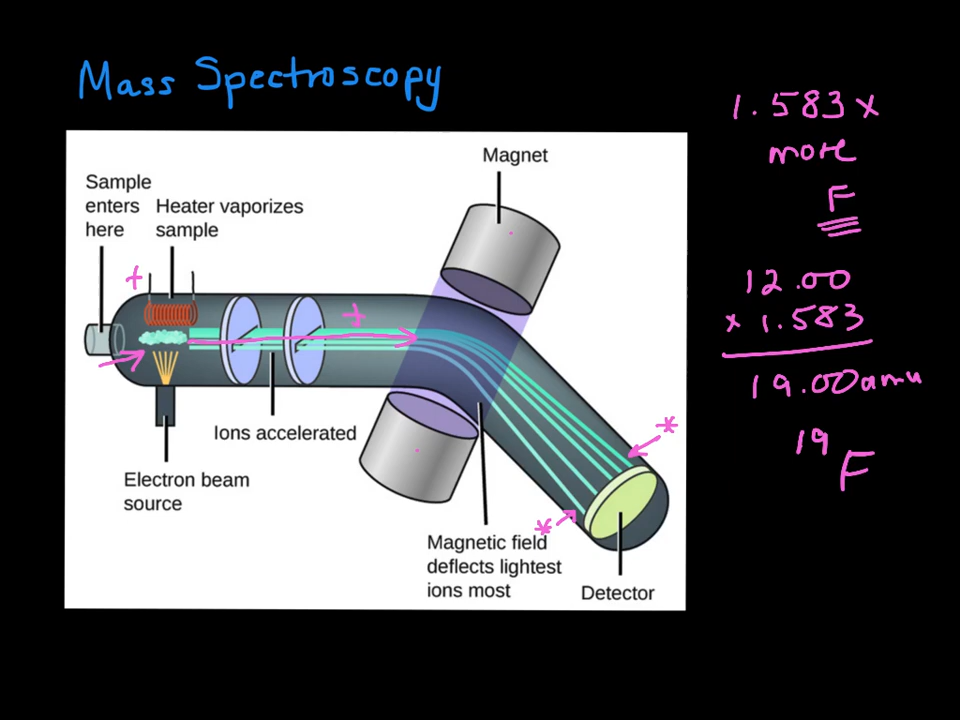 Mass Spectroscopy
Magnet
Sample
enters
here
Heater vaporizes
sample
+
+
Ions accelerated
Electron beam
source
Magnetic field
deflects lightest
ions most
Detector
*
*
1.583 x
more
F
12.00
x 1.583
19.00amu
19
F